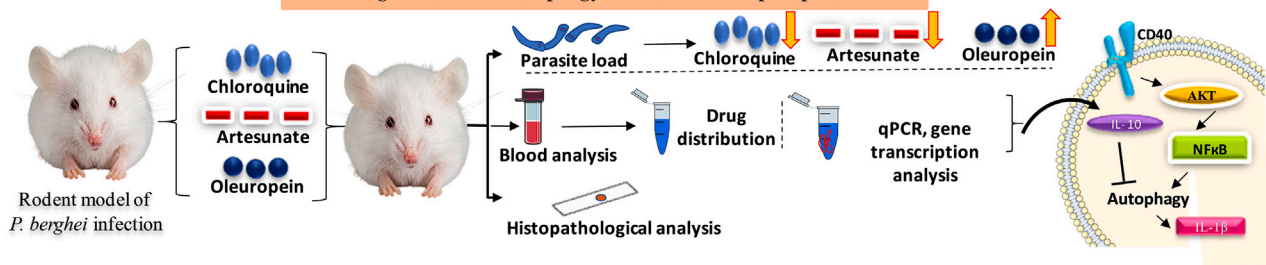 Rodent model of
P. berghei infection
Chloroquine
Artesunate
Oleuropein
Parasite load
Chloroquine
Artesunate
Oleuropein
Blood analysis
Drug
distribution
qPCR, gene
transcription
analysis
Histopathological analysis
CD40
AKT
IL-10
NFκB
Autophagy
IL-1β